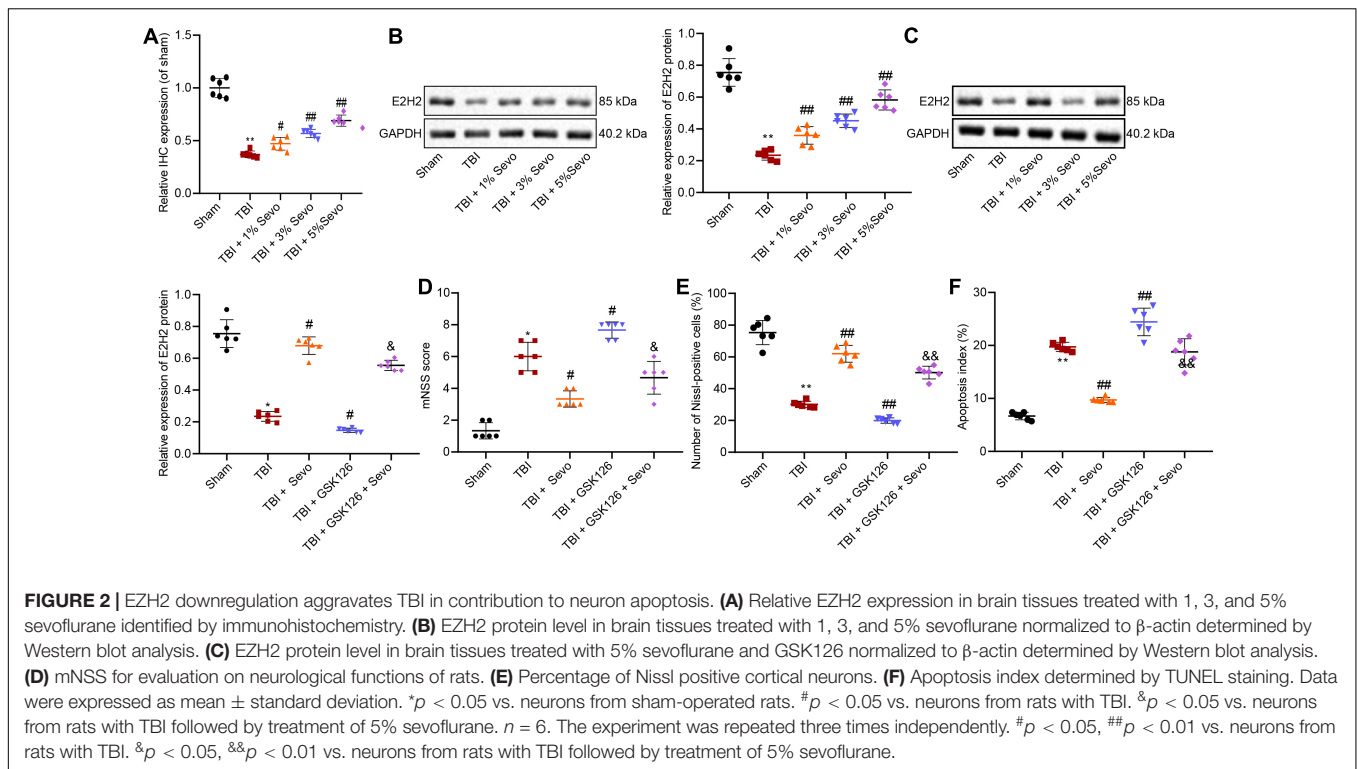 A
Relative IHC expression (of sham)
1.5
1.0
0.5
0.0
**
#
##
##
Sham
TBI
TBI + 1% Sevo
TBI + 3% Sevo
TBI + 5%Sevo
B
E2H2
85 kDa
GAPDH
40.2 kDa
Sham
TBI
TBI + 1% Sevo
TBI + 3% Sevo
TBI + 5%Sevo
Relative expression of E2H2 protein
1.0
0.8
0.6
0.4
0.2
0.0
**
##
##
##
Sham
TBI
TBI + 1% Sevo
TBI + 3% Sevo
TBI + 5%Sevo
C
E2H2
85 kDa
GAPDH
40.2 kDa
Sham
TBI
TBI + 1% Sevo
TBI + 3% Sevo
TBI + 5%Sevo
Relative expression of E2H2 protein
1.0
0.8
0.6
0.4
0.2
0.0
*
#
#
&
Sham
TBI
TBI + Sevo
TBI + GSK126
TBI + GSK126 + Sevo
D
mNSS score
10
8
6
4
2
0
*
#
#
&
Sham
TBI
TBI + Sevo
TBI + GSK126
TBI + GSK126 + Sevo
E
Number of Nissl-positive cells (%)
100
80
60
40
20
0
**
##
##
&&
Sham
TBI
TBI + Sevo
TBI + GSK126
TBI + GSK126 + Sevo
F
Apoptosis index (%)
30
20
10
0
**
##
##
&&
Sham
TBI
TBI + Sevo
TBI + GSK126
TBI + GSK126 + Sevo
FIGURE 2 | EZH2 downregulation aggravates TBI in contribution to neuron apoptosis. (A) Relative EZH2 expression in brain tissues treated with 1, 3, and 5%
sevoflurane identified by immunohistochemistry. (B) EZH2 protein level in brain tissues treated with 1, 3, and 5% sevoflurane normalized to β-actin determined by
Western blot analysis. (C) EZH2 protein level in brain tissues treated with 5% sevoflurane and GSK126 normalized to β-actin determined by Western blot analysis.
(D) mNSS for evaluation on neurological functions of rats. (E) Percentage of Nissl positive cortical neurons. (F) Apoptosis index determined by TUNEL staining. Data
were expressed as mean ± standard deviation. *p < 0.05 vs. neurons from sham-operated rats. #p < 0.05 vs. neurons from rats with TBI. &p < 0.05 vs. neurons
from rats with TBI followed by treatment of 5% sevoflurane. n = 6. The experiment was repeated three times independently. #p < 0.05, ##p < 0.01 vs. neurons from
rats with TBI. &p < 0.05, &&p < 0.01 vs. neurons from rats with TBI followed by treatment of 5% sevoflurane.